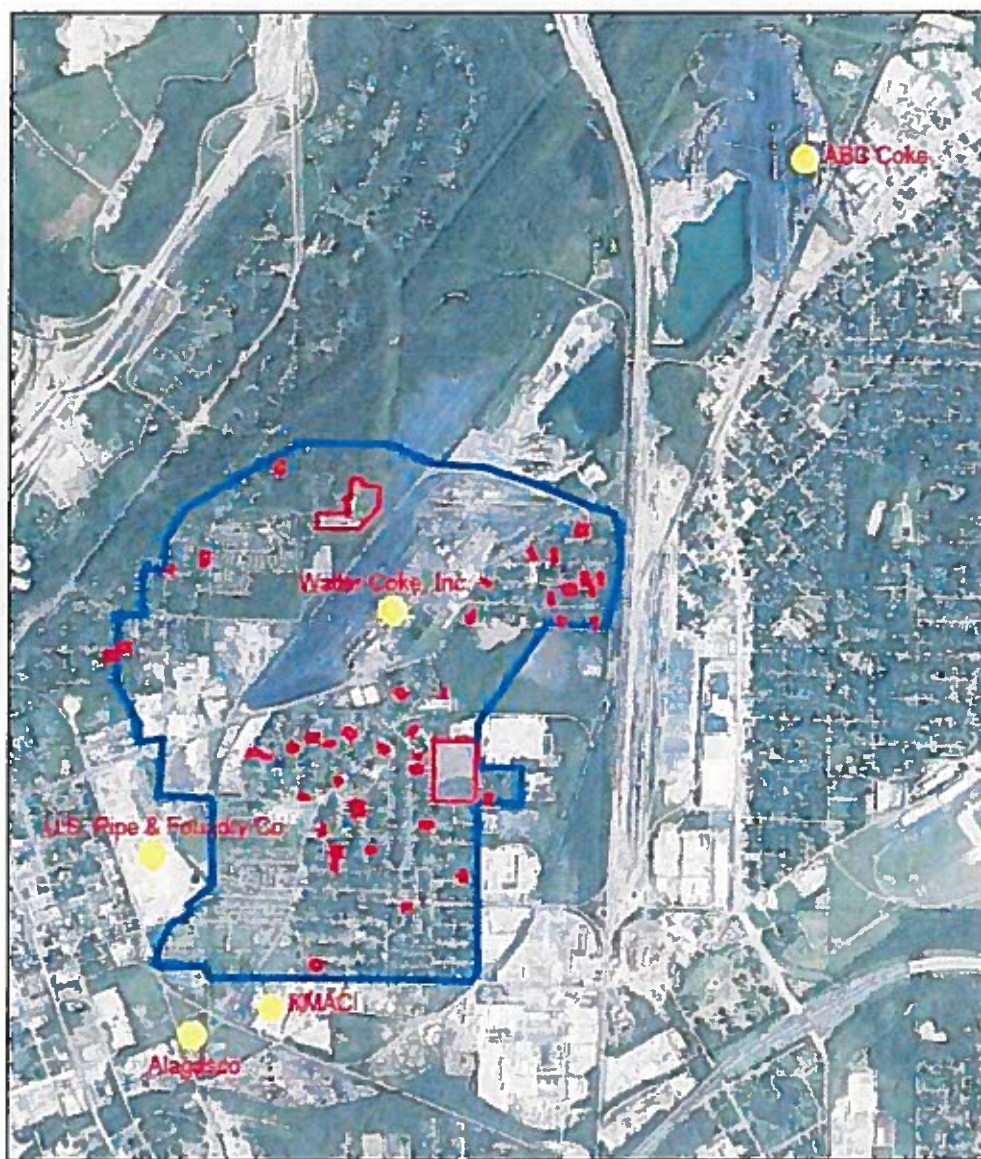 ABC Coke
Walter Coke, Inc.
U.S. Pipe & Foundry Co
KMACI
Alagasco